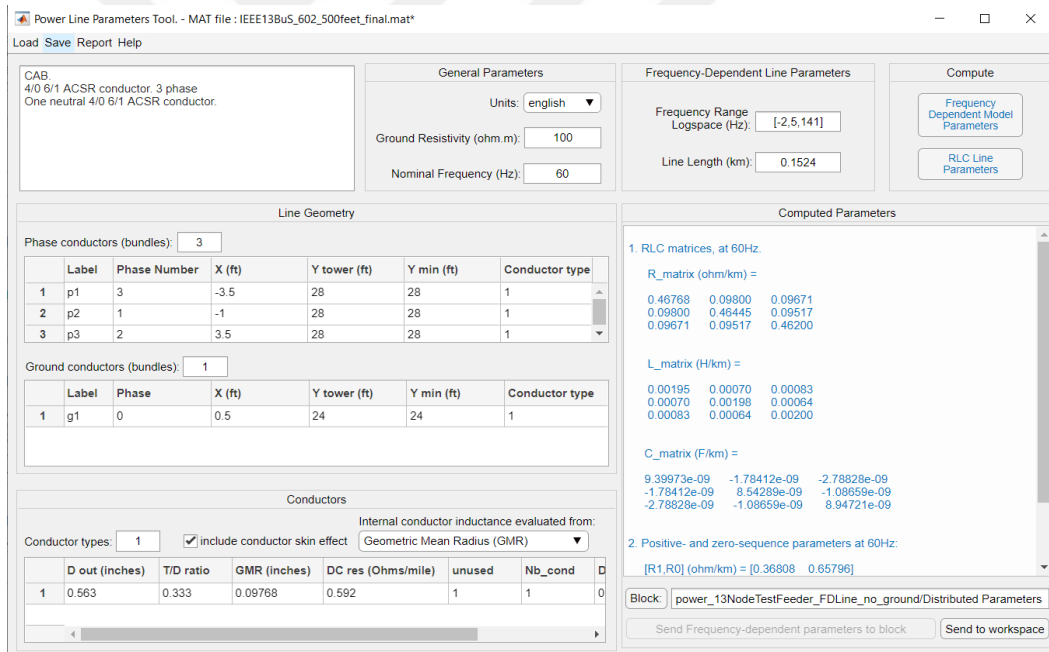 Power Line Parameters Tool. - MAT file : IEEE13BuS_602_500feet_final.mat*
Load Save Report Help
CAB.
4/0 6/1 ACSR conductor. 3 phase
One neutral 4/0 6/1 ACSR conductor.
General Parameters
Units: english
Ground Resistivity (ohm.m): 100
Nominal Frequency (Hz): 60
Frequency-Dependent Line Parameters
Frequency Range
Logspace (Hz): [-2,5,141]
Line Length (km): 0.1524
Compute
Frequency
Dependent Model
Parameters
RLC Line
Parameters
Line Geometry
Phase conductors (bundles): 3
Label Phase Number X (ft) Y tower (ft) Y min (ft) Conductor type
1 p1 3 -3.5 28 28 1
2 p2 1 -1 28 28 1
3 p3 2 3.5 28 28 1
Ground conductors (bundles): 1
Label Phase X (ft) Y tower (ft) Y min (ft) Conductor type
1 g1 0 0.5 24 24 1
Conductors
Internal conductor inductance evaluated from:
Conductor types: 1 include conductor skin effect Geometric Mean Radius (GMR)
D out (inches) T/D ratio GMR (inches) DC res (Ohms/mile) unused Nb_cond D
1 0.563 0.333 0.09768 0.592 1 1 0
Computed Parameters
1. RLC matrices, at 60Hz.
R_matrix (ohm/km) =
0.46768 0.09800 0.09671
0.09800 0.46445 0.09517
0.09671 0.09517 0.46200
L_matrix (H/km) =
0.00195 0.00070 0.00083
0.00070 0.00198 0.00064
0.00083 0.00064 0.00200
C_matrix (F/km) =
9.39973e-09 -1.78412e-09 -2.78828e-09
-1.78412e-09 8.54289e-09 -1.08659e-09
-2.78828e-09 -1.08659e-09 8.94721e-09
2. Positive- and zero-sequence parameters at 60Hz:
[R1,R0] (ohm/km) = [0.36808 0.65796]
Block: power_13NodeTestFeeder_FDLine_no_ground/Distributed Parameters
Send Frequency-dependent parameters to block Send to workspace